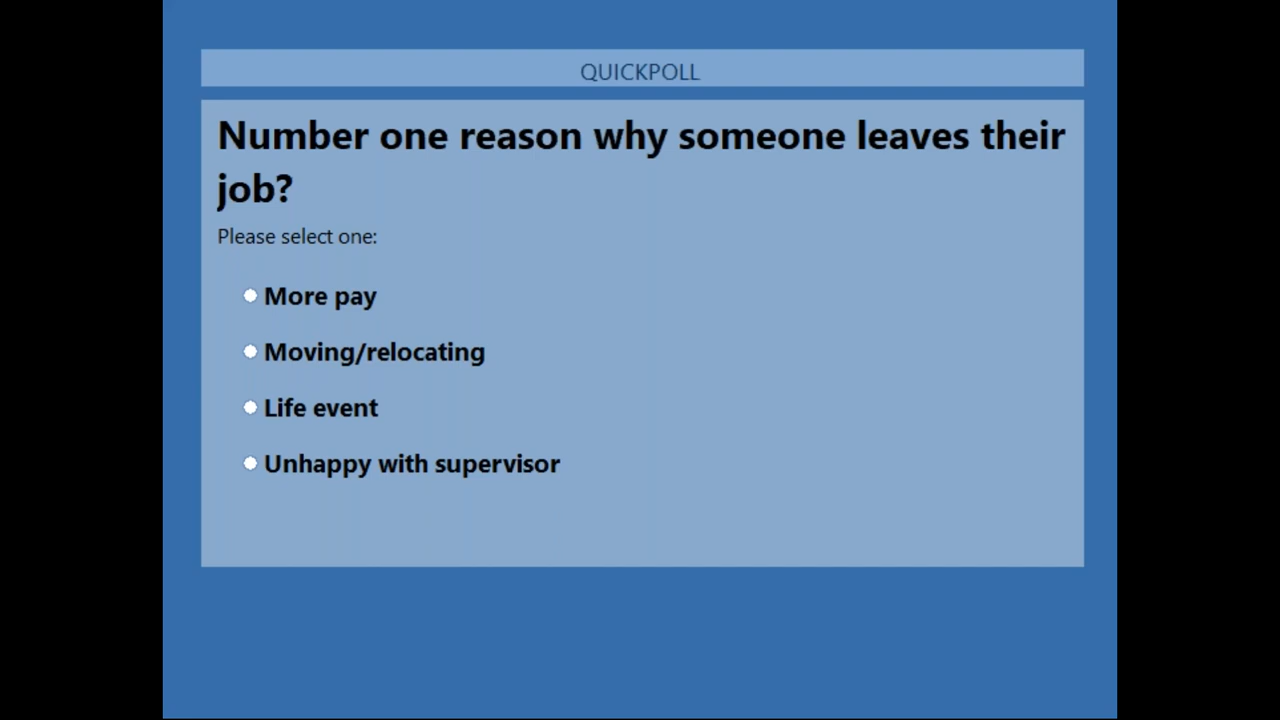 QUICKPOLL
Number one reason why someone leaves their
job?
Please select one:
More pay
Moving/relocating
Life event
Unhappy with supervisor